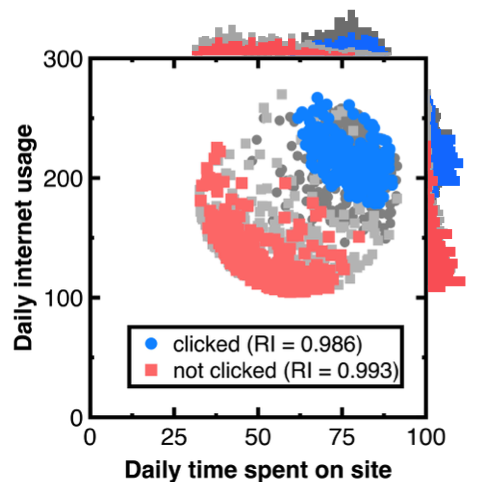 300
200
100
0
Daily internet usage
clicked (RI = 0.986)
not clicked (RI = 0.993)
0 25 50 75 100
Daily time spent on site